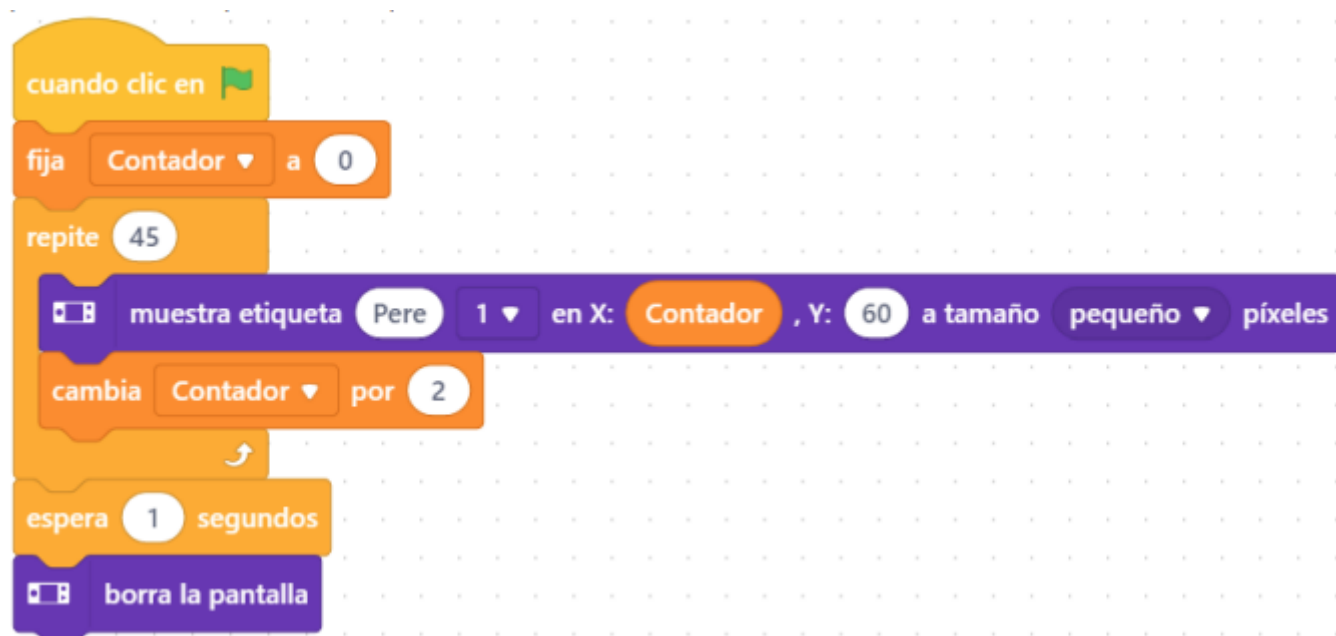 cuando clic en
fija Contador a 0
repite 45
muestra etiqueta Pere 1 en X: Contador , Y: 60 a tamaño pequeño píxeles
cambia Contador por 2
espera 1 segundos
borra la pantalla